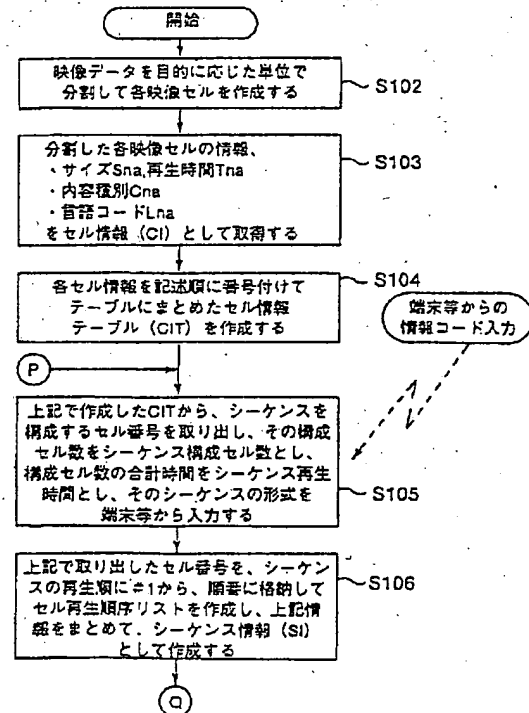 開始
映像データを目的に応じた単位で
分割して各映像セルを作成する
S102
分割した各映像セルの情報、
・サイズSna,再生時間Tna
・内容種別Cna
・言語コードLna
をセル情報（CI）として取得する
S103
各セル情報を記述順に番号付けて
テーブルにまとめたセル情報
テーブル（CIT）を作成する
S104
端末等からの
情報コード入力
P
上記で作成したCITから、シーケンスを
構成するセル番号を取り出し、その構成
セル数をシーケンス構成セル数とし、
構成セル数の合計時間をシーケンス再生
時間とし、そのシーケンスの形式を
端末等から入力する
S105
上記で取り出したセル番号を、シーケン
スの再生順に#1から、順番に格納して
セル再生順序リストを作成し、上記情
報をまとめて、シーケンス情報（SI）
として作成する
S106
Q